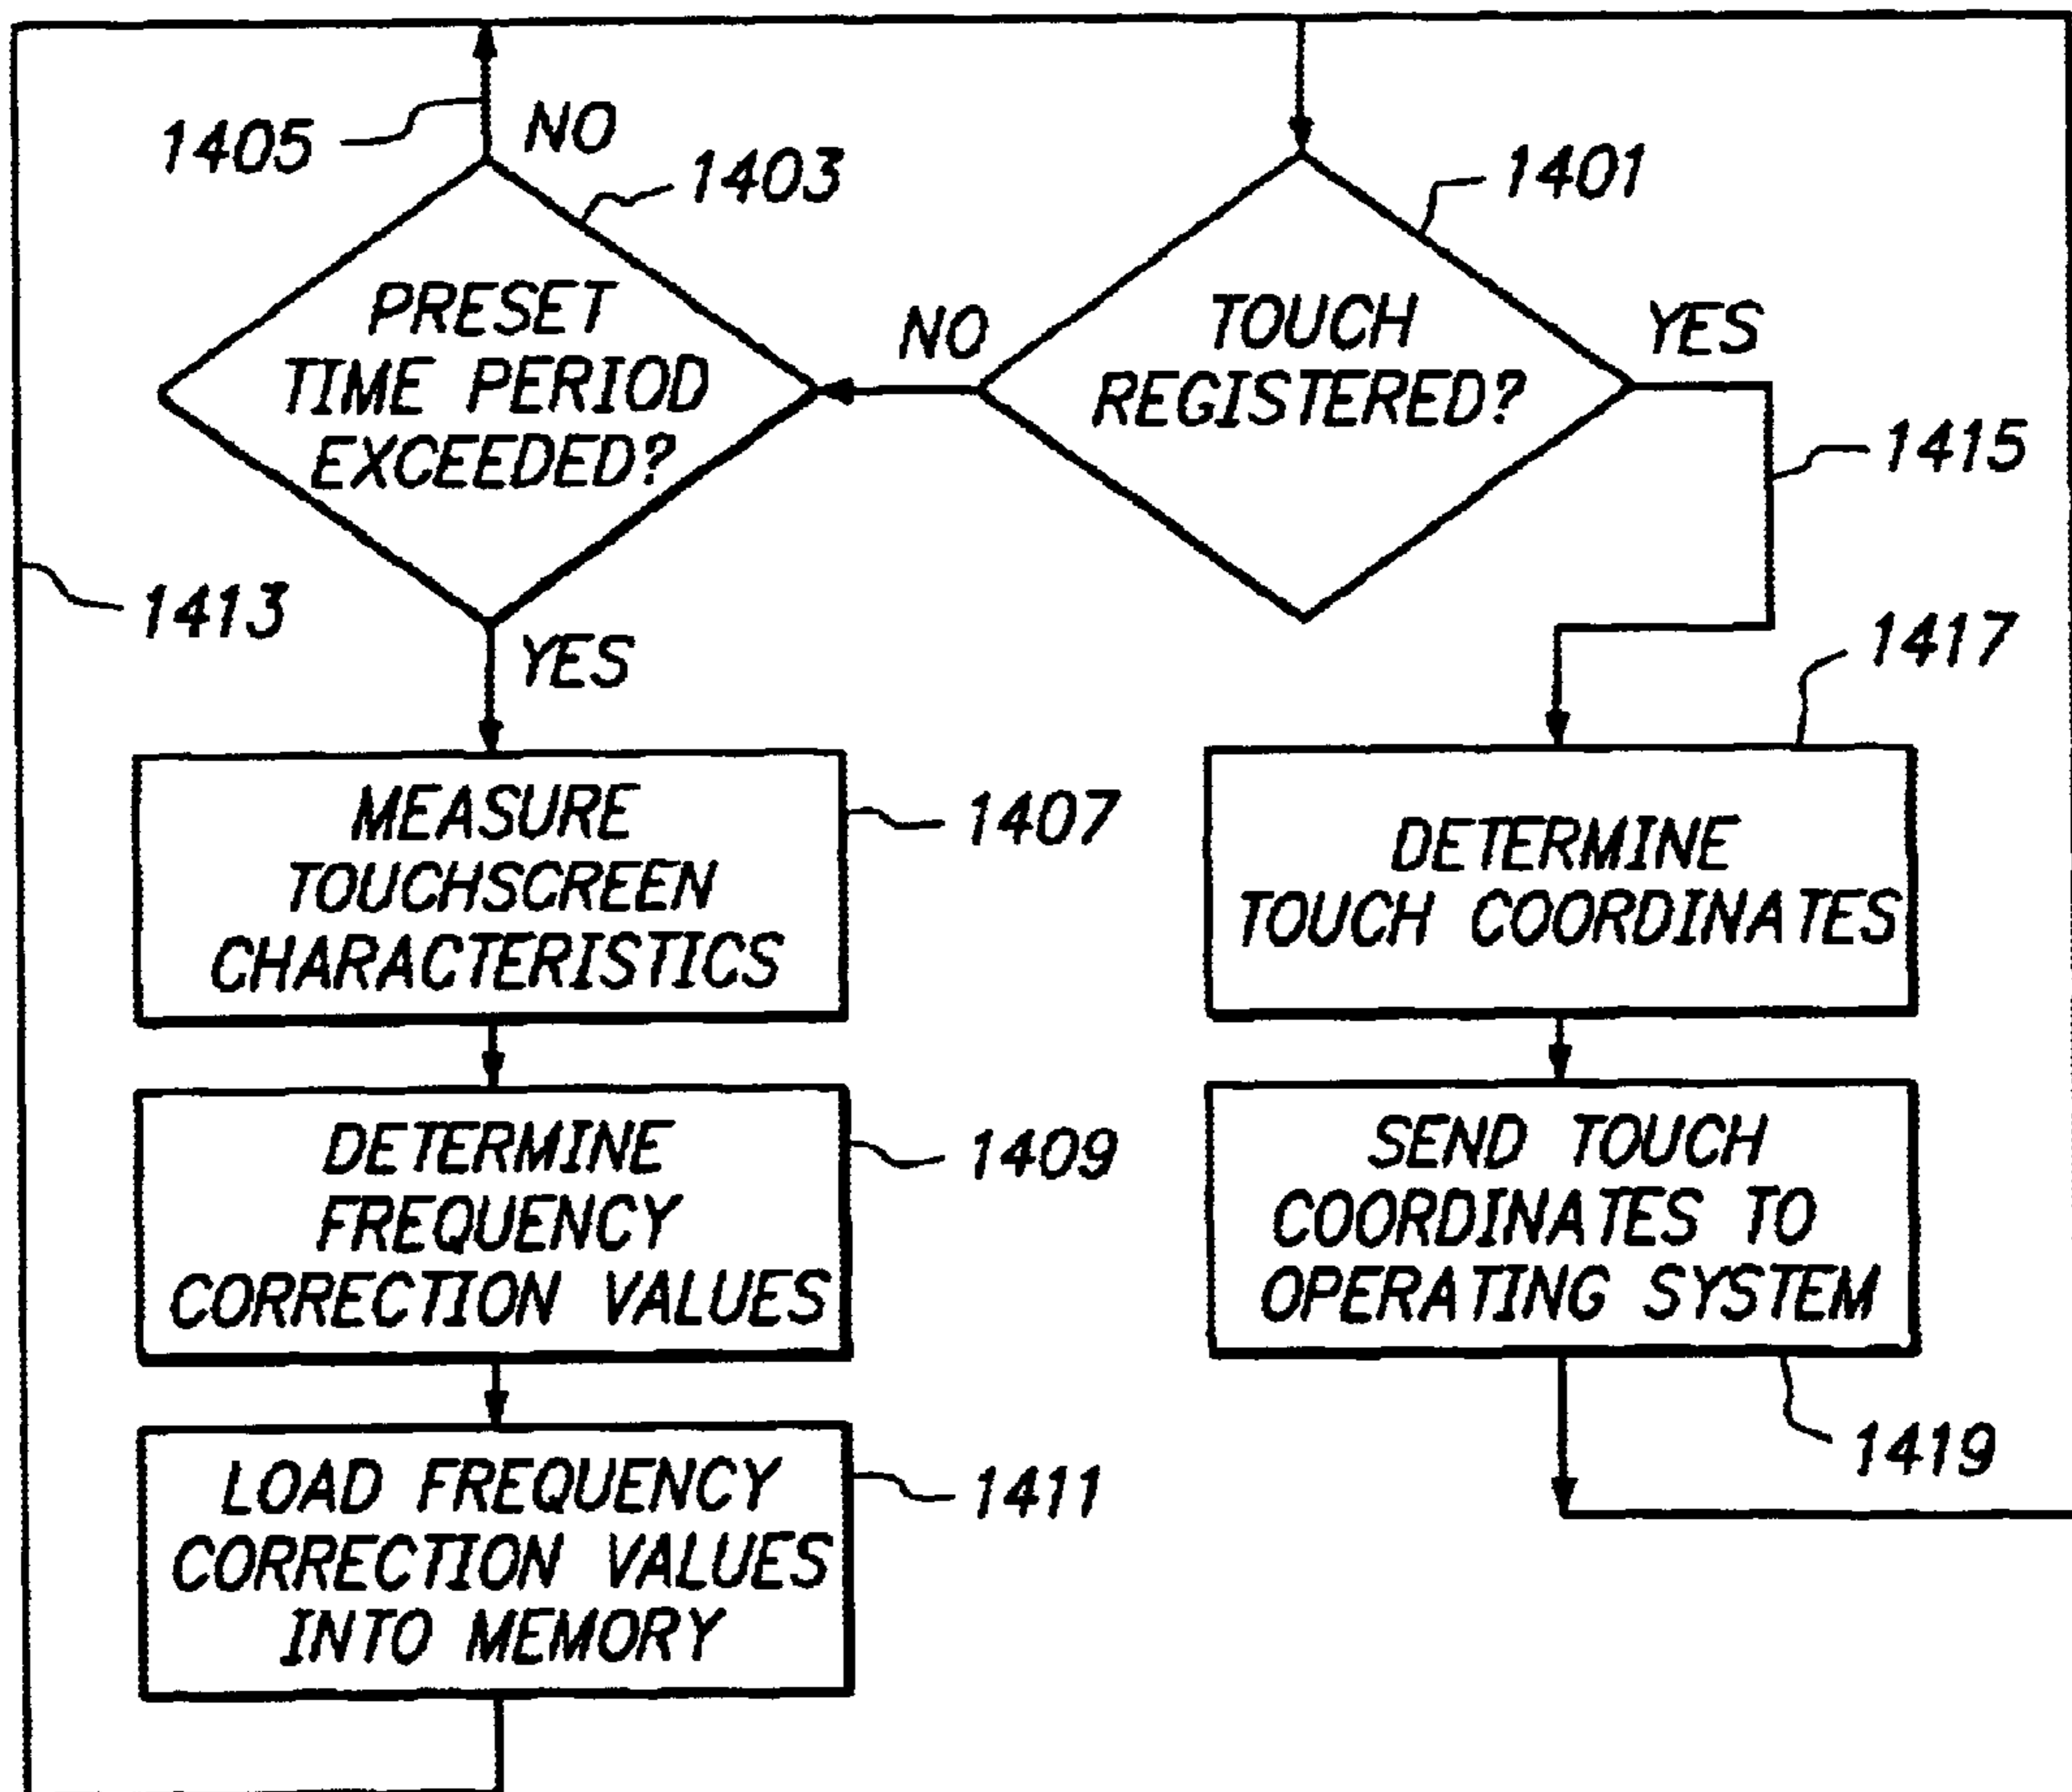 1405
NO
1403
1401
PRESET
TIME PERIOD
EXCEEDED?
NO
TOUCH
REGISTERED?
YES
1415
1413
YES
1417
MEASURE
TOUCHSCREEN
CHARACTERISTICS
1407
DETERMINE
TOUCH COORDINATES
DETERMINE
FREQUENCY
CORRECTION VALUES
1409
SEND TOUCH
COORDINATES TO
OPERATING SYSTEM
1419
LOAD FREQUENCY
CORRECTION VALUES
INTO MEMORY
1411